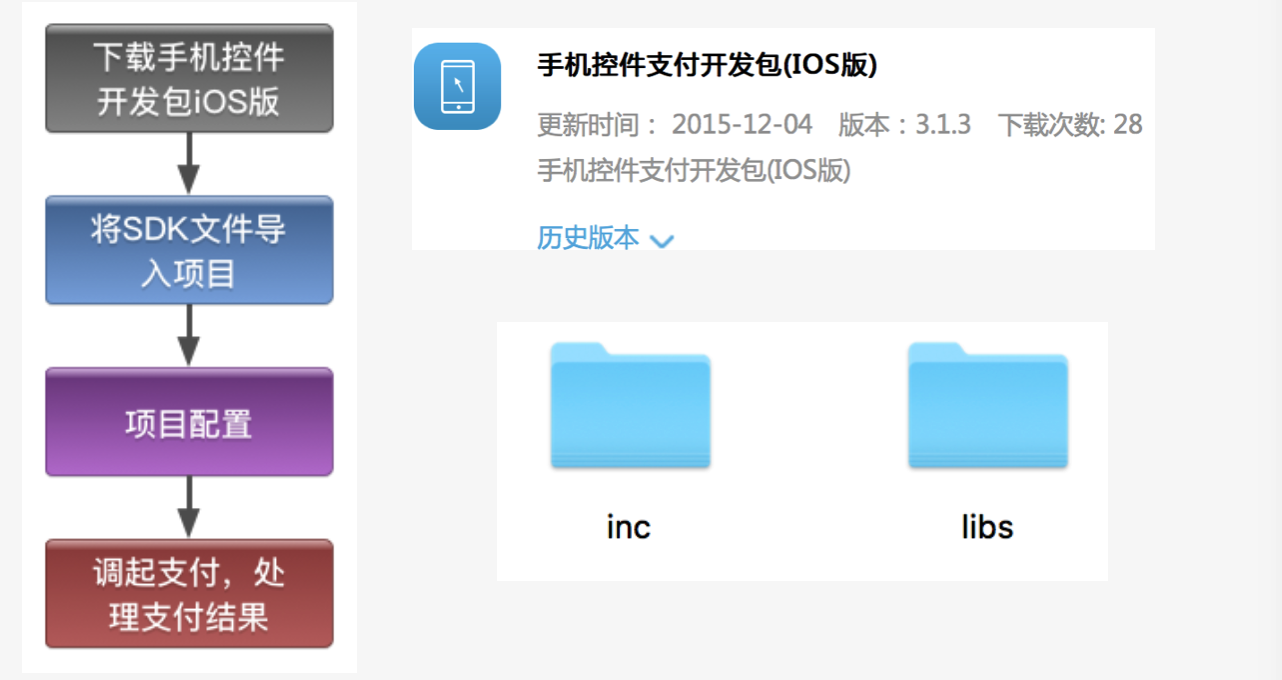 下载手机控件
开发包iOS版
将SDK文件导
入项目
项目配置
调起支付，处
理支付结果
手机控件支付开发包(IOS版)
更新时间： 2015-12-04 版本：3.1.3 下载次数: 28
手机控件支付开发包(IOS版)
历史版本
inc
libs